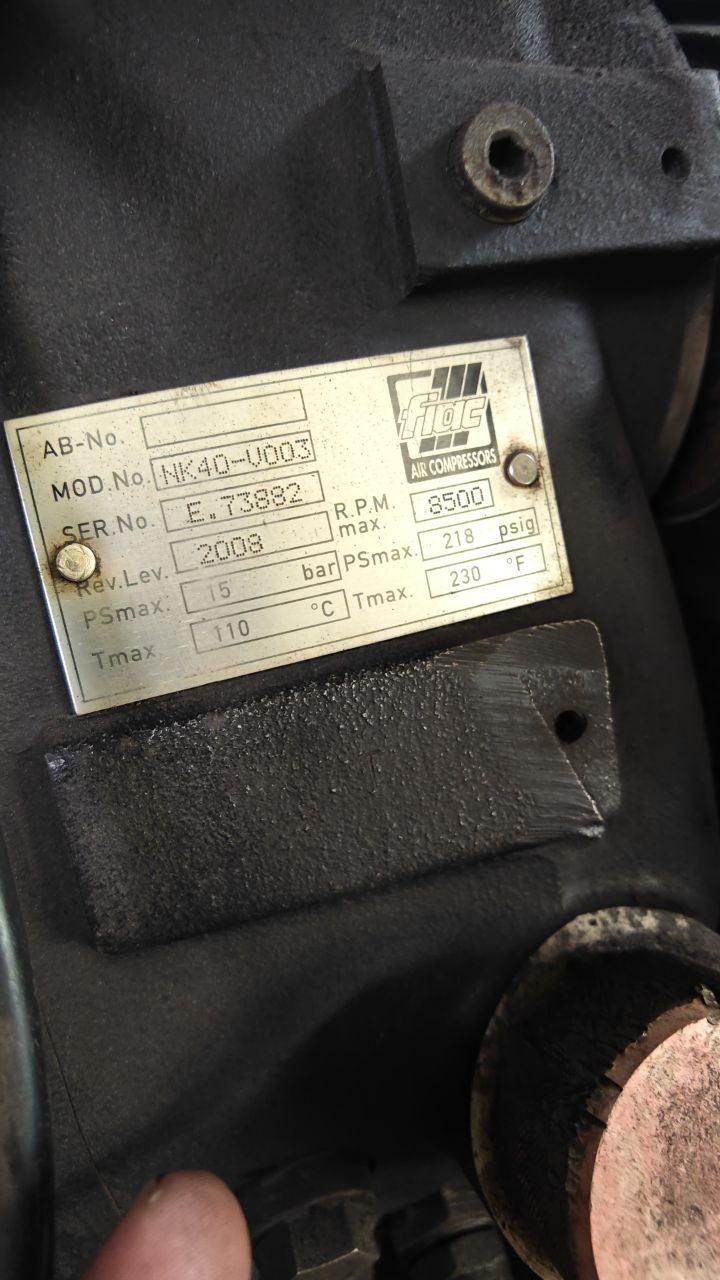 AB-No.
MOD.No. NK40-V003
SER.No. E.73882
Rev.Lev. 2008
PSmax. 15 bar
Tmax. 110 °C
fiac
AIR COMPRESSORS
R.P.M. max. 8500
PSmax. 218 psig
Tmax. 230 °F